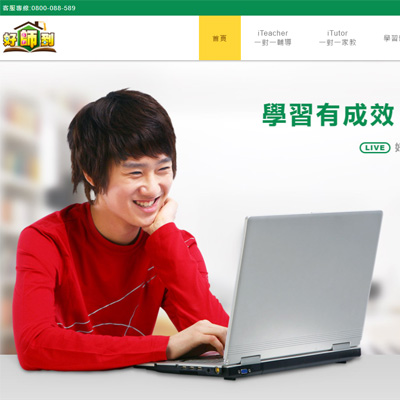 客服專線:0800-088-589
好師到
首頁
iTeacher
一對一輔導
iTutor
一對一家教
學習
學習有成效
LIVE